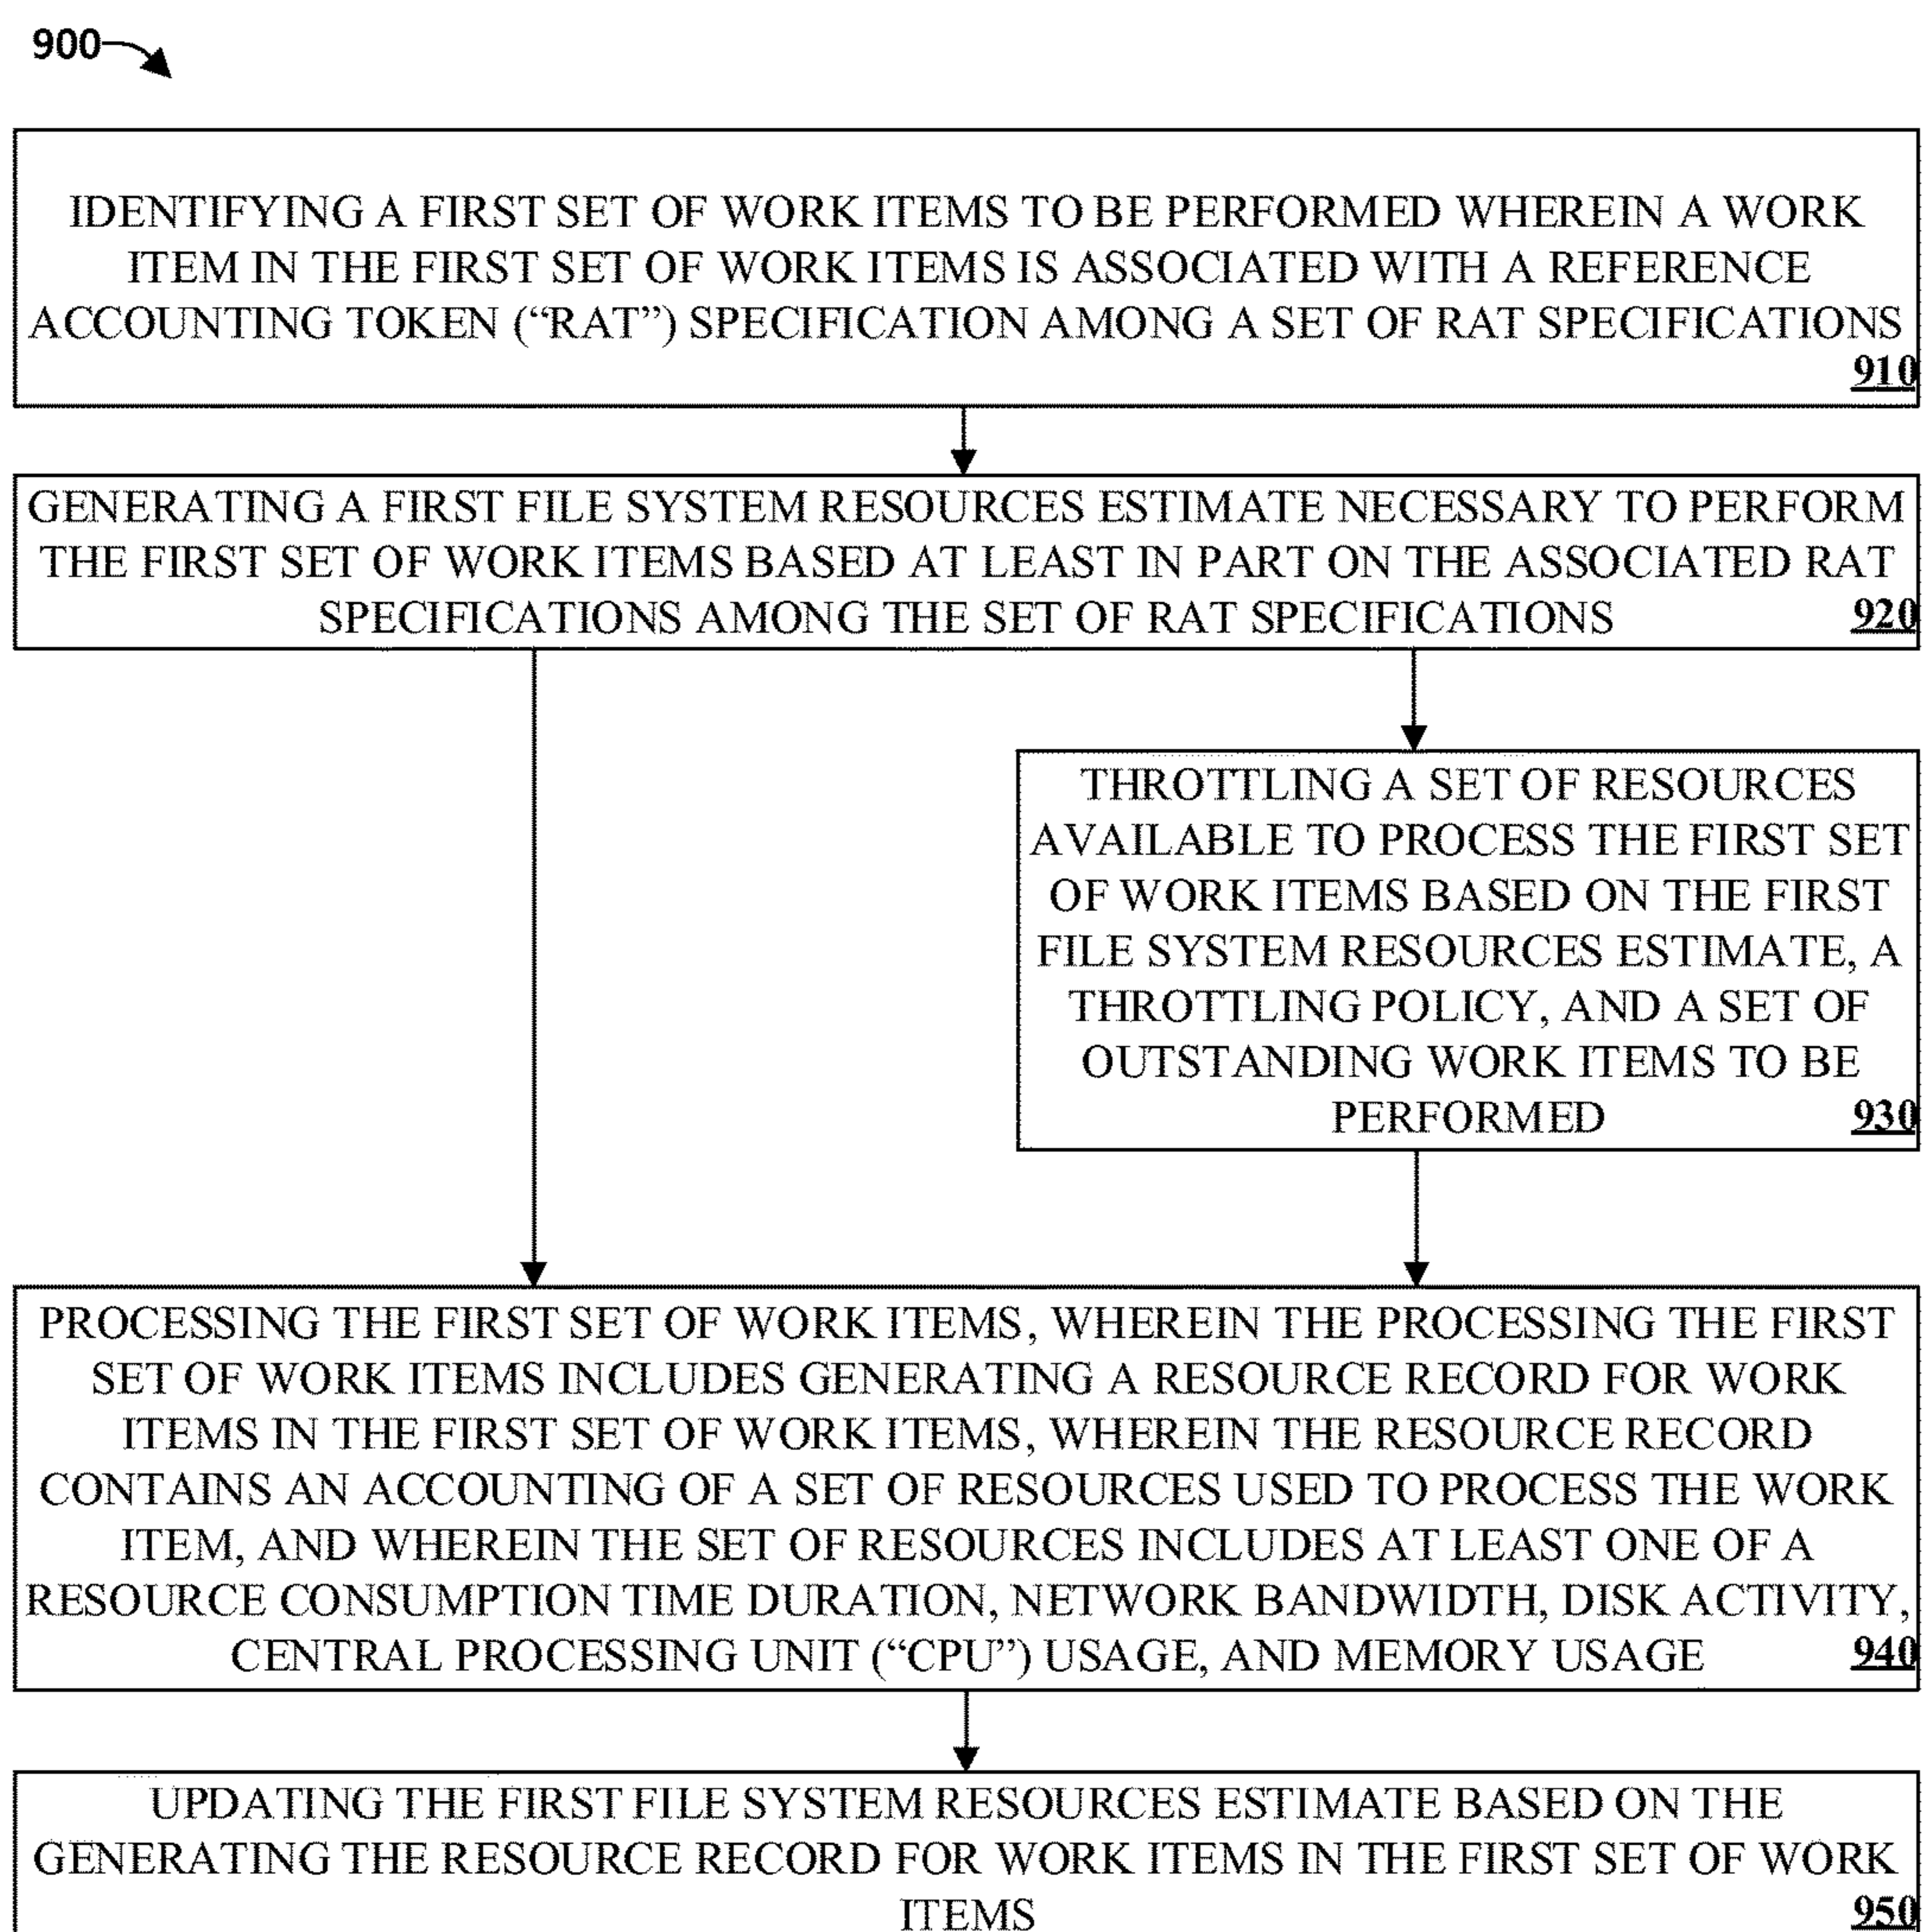 900
IDENTIFYING A FIRST SET OF WORK ITEMS TO BE PERFORMED WHEREIN A WORK
ITEM IN THE FIRST SET OF WORK ITEMS IS ASSOCIATED WITH A REFERENCE
ACCOUNTING TOKEN (“RAT”) SPECIFICATION AMONG A SET OF RAT SPECIFICATIONS
910
GENERATING A FIRST FILE SYSTEM RESOURCES ESTIMATE NECESSARY TO PERFORM
THE FIRST SET OF WORK ITEMS BASED AT LEAST IN PART ON THE ASSOCIATED RAT
SPECIFICATIONS AMONG THE SET OF RAT SPECIFICATIONS 920
THROTTLING A SET OF RESOURCES
AVAILABLE TO PROCESS THE FIRST SET
OF WORK ITEMS BASED ON THE FIRST
FILE SYSTEM RESOURCES ESTIMATE, A
THROTTLING POLICY, AND A SET OF
OUTSTANDING WORK ITEMS TO BE
PERFORMED 930
PROCESSING THE FIRST SET OF WORK ITEMS, WHEREIN THE PROCESSING THE FIRST
SET OF WORK ITEMS INCLUDES GENERATING A RESOURCE RECORD FOR WORK
ITEMS IN THE FIRST SET OF WORK ITEMS, WHEREIN THE RESOURCE RECORD
CONTAINS AN ACCOUNTING OF A SET OF RESOURCES USED TO PROCESS THE WORK
ITEM, AND WHEREIN THE SET OF RESOURCES INCLUDES AT LEAST ONE OF A
RESOURCE CONSUMPTION TIME DURATION, NETWORK BANDWIDTH, DISK ACTIVITY,
CENTRAL PROCESSING UNIT (“CPU”) USAGE, AND MEMORY USAGE 940
UPDATING THE FIRST FILE SYSTEM RESOURCES ESTIMATE BASED ON THE
GENERATING THE RESOURCE RECORD FOR WORK ITEMS IN THE FIRST SET OF WORK
ITEMS 950